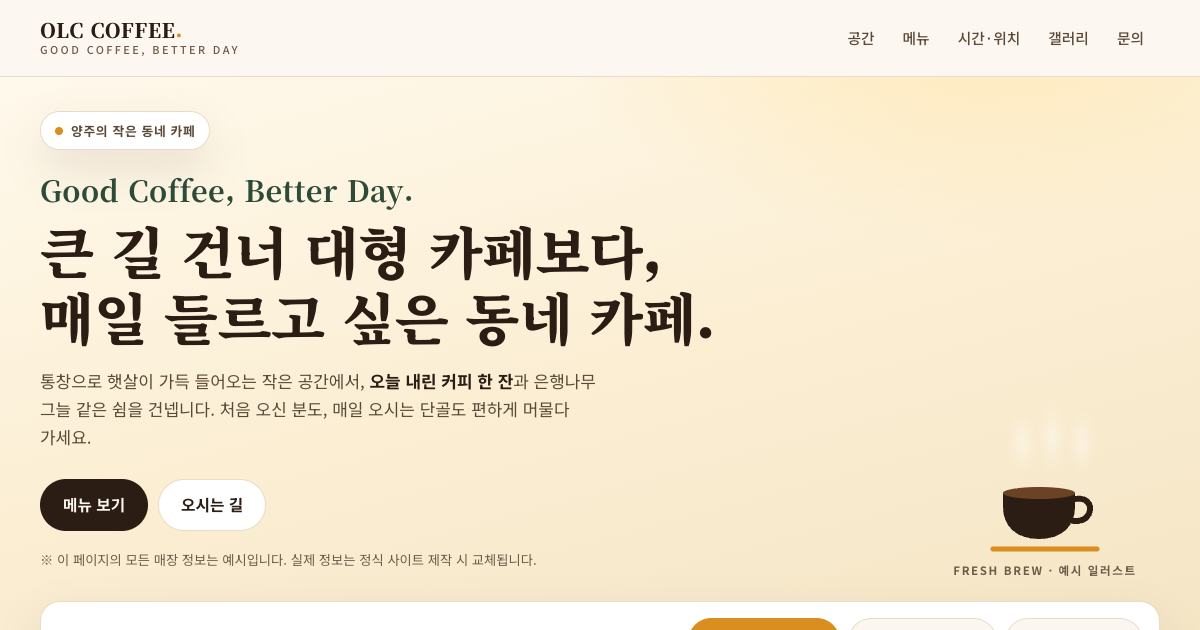 OLC COFFEE.
GOOD COFFEE, BETTER DAY
공간 메뉴 시간·위치 갤러리 문의
양주의 작은 동네 카페
Good Coffee, Better Day.
큰 길 건너 대형 카페보다,
매일 들르고 싶은 동네 카페.
통창으로 햇살이 가득 들어오는 작은 공간에서, 오늘 내린 커피 한 잔과 은행나무
그늘 같은 쉼을 건넵니다. 처음 오신 분도, 매일 오시는 단골도 편하게 머물다
가세요.
메뉴 보기 오시는 길
※ 이 페이지의 모든 매장 정보는 예시입니다. 실제 정보는 정식 사이트 제작 시 교체됩니다.
FRESH BREW · 예시 일러스트